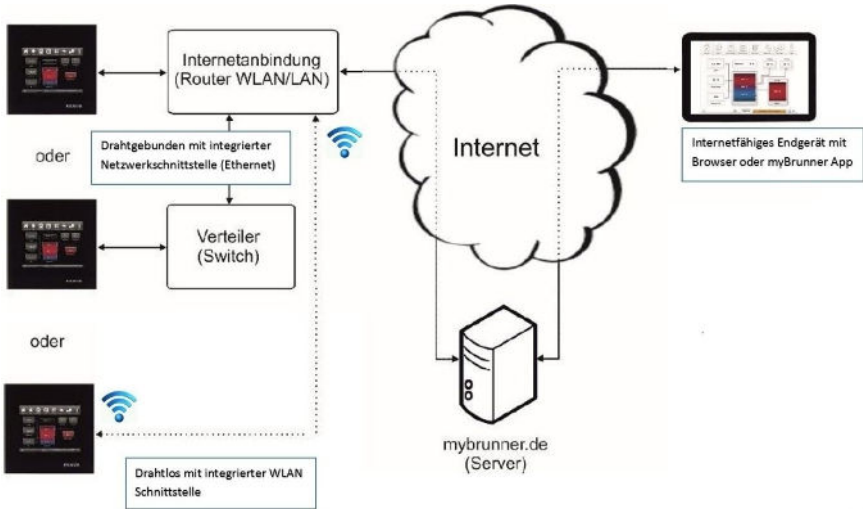 Internetanbindung
(Router WLAN/LAN)
oder
Drahtgebunden mit integrierter
Netzwerkschnittstelle (Ethernet)
Internet
Internetfähiges Endgerät mit
Browser oder myBrunner App
Verteiler
(Switch)
oder
mybrunner.de
(Server)
Drahtlos mit integrierter WLAN
Schnittstelle